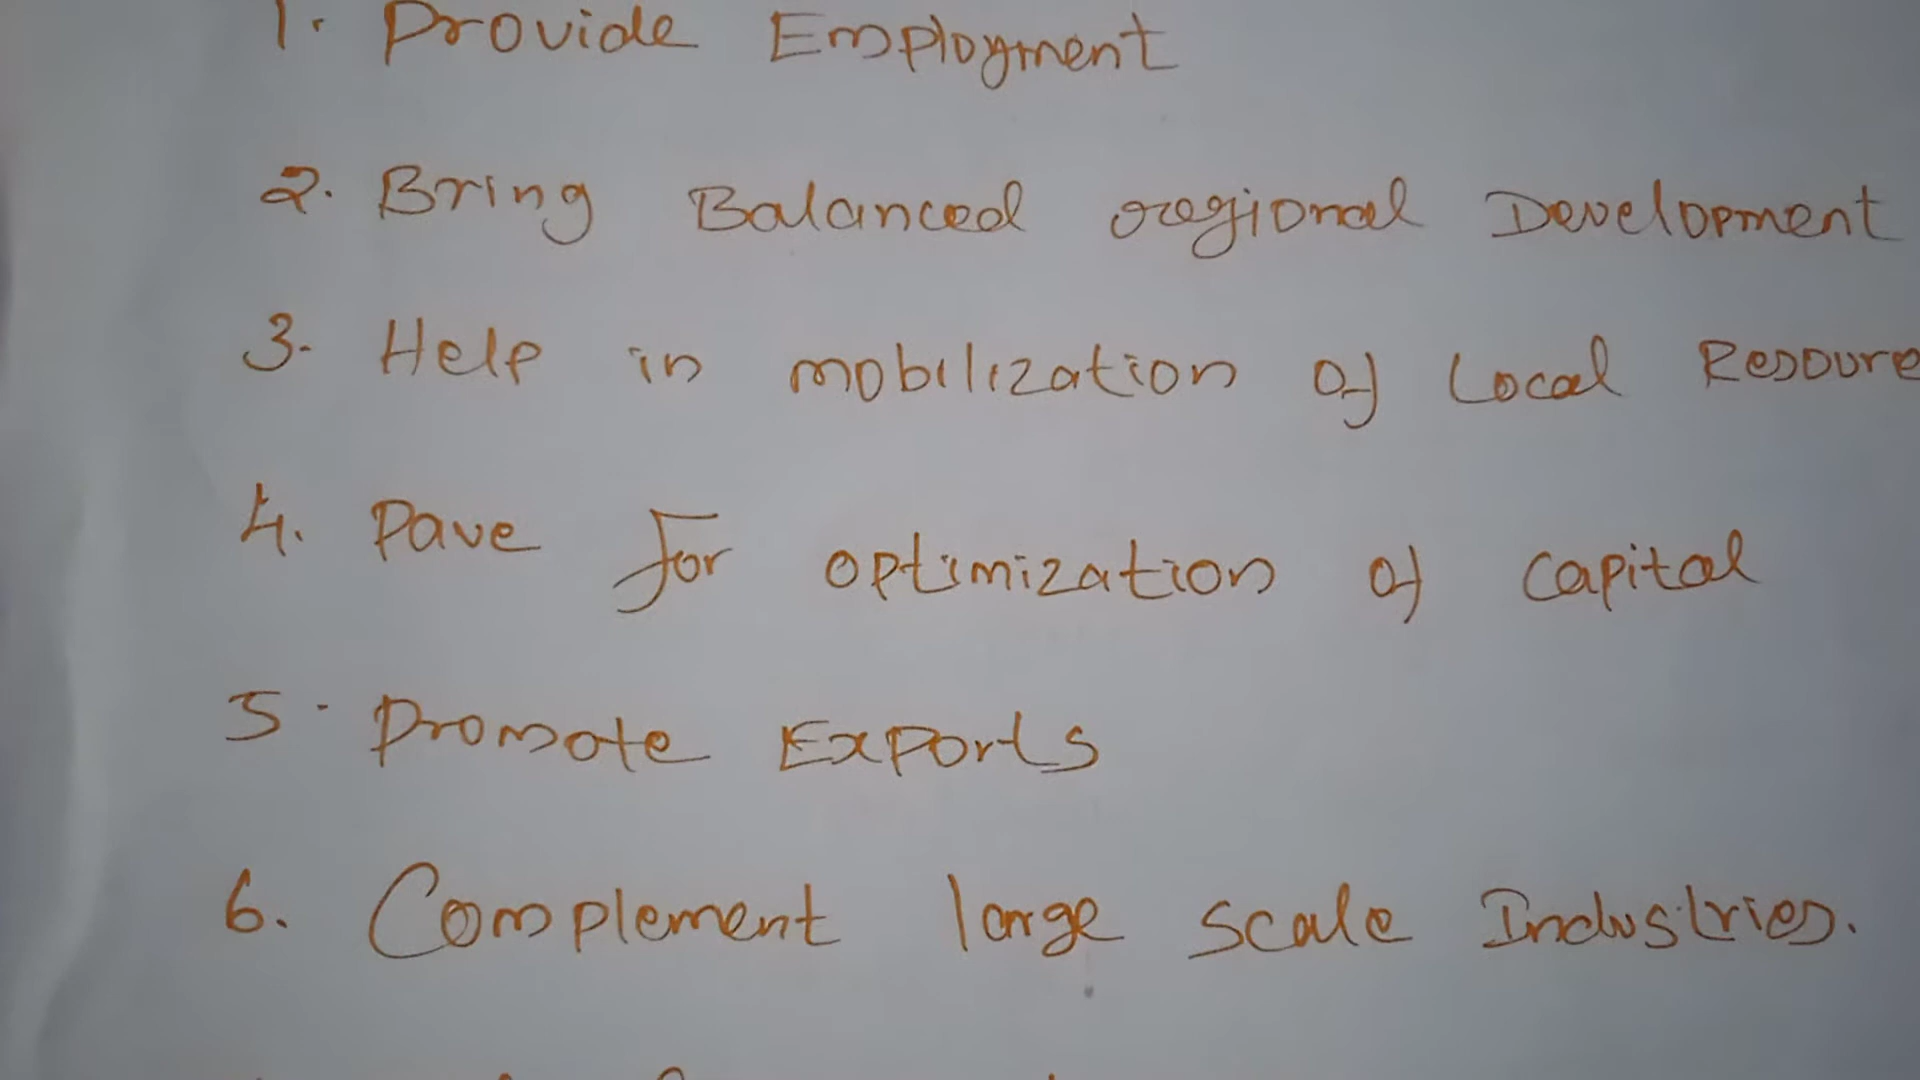 1. Provide Employment
2. Bring Balanced regional Development
3. Help in mobilization of Local Resoure
4. Pave for optimization of capital
5. Promote Exports
6. Complement large scale Industries.